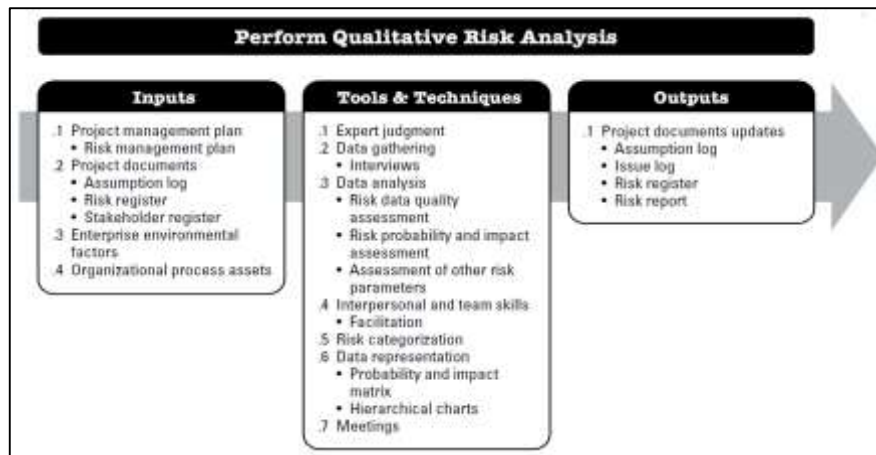 Perform Qualitative Risk Analysis
Inputs
.1 Project management plan
• Risk management plan
.2 Project documents
• Assumption log
• Risk register
• Stakeholder register
.3 Enterprise environmental
factors
.4 Organizational process assets
Tools & Techniques
.1 Expert judgment
.2 Data gathering
• Interviews
.3 Data analysis
• Risk data quality
assessment
• Risk probability and impact
assessment
• Assessment of other risk
parameters
.4 Interpersonal and team skills
• Facilitation
.5 Risk categorization
.6 Data representation
• Probability and impact
matrix
• Hierarchical charts
.7 Meetings
Outputs
.1 Project documents updates
• Assumption log
• Issue log
• Risk register
• Risk report